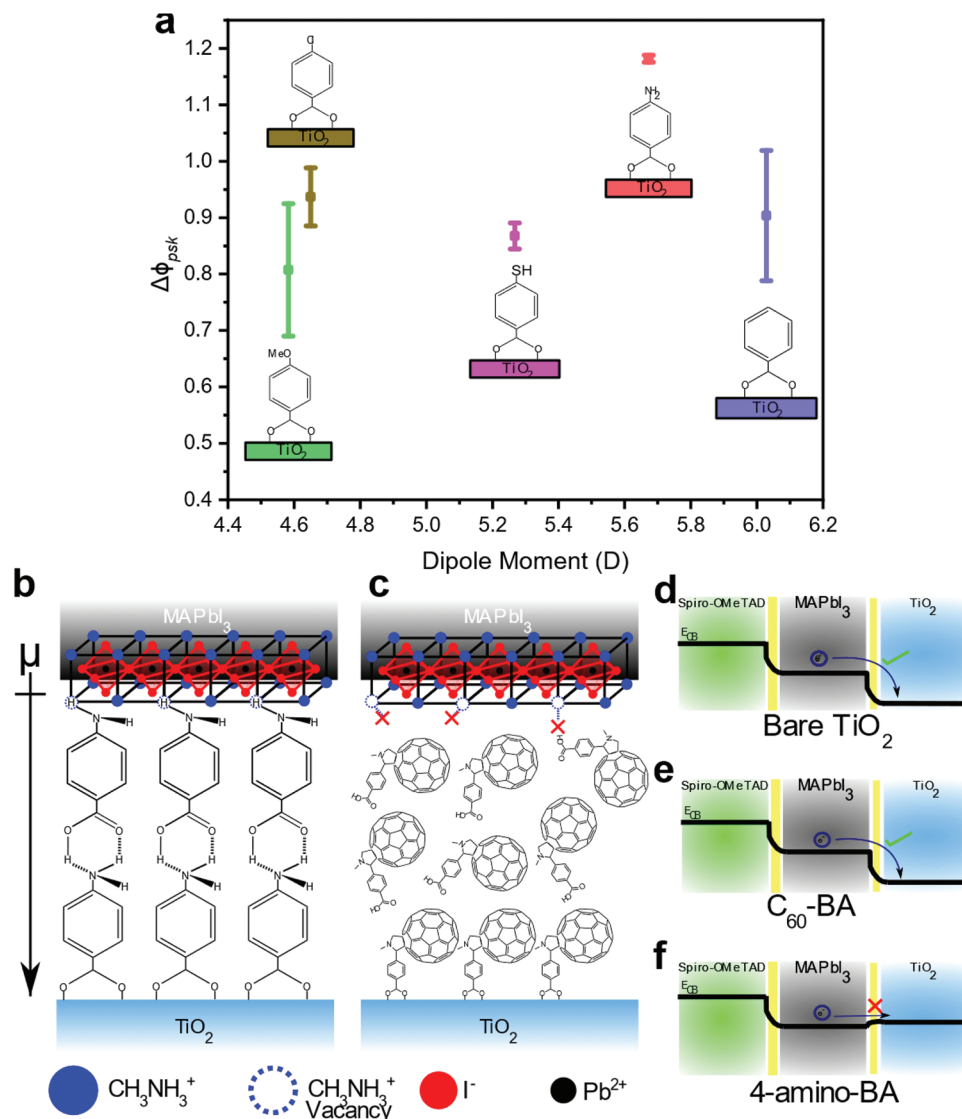 a
1.2
1.1
1.0
0.9
0.8
0.7
0.6
0.5
0.4
4.4 4.6 4.8 5.0 5.2 5.4 5.6 5.8 6.0 6.2
Δϕpsk
Dipole Moment (D)
Cl
O O
TiO2
MeO
O O
TiO2
SH
O O
TiO2
NH2
O O
TiO2
O O
TiO2
b
MAPbI3
μ
H H H
N H N H N H
O O O O O O
H H H H H H
N H N H N H
O O O O O O
TiO2
c
MAPbI3
TiO2
d
Spiro-OMeTAD MAPbI3 TiO2
ECB
e-
Bare TiO2
e
Spiro-OMeTAD MAPbI3 TiO2
ECB
e-
C60-BA
f
Spiro-OMeTAD MAPbI3 TiO2
ECB
e-
4-amino-BA
CH3NH3+
CH3NH3+
Vacancy
I-
Pb2+